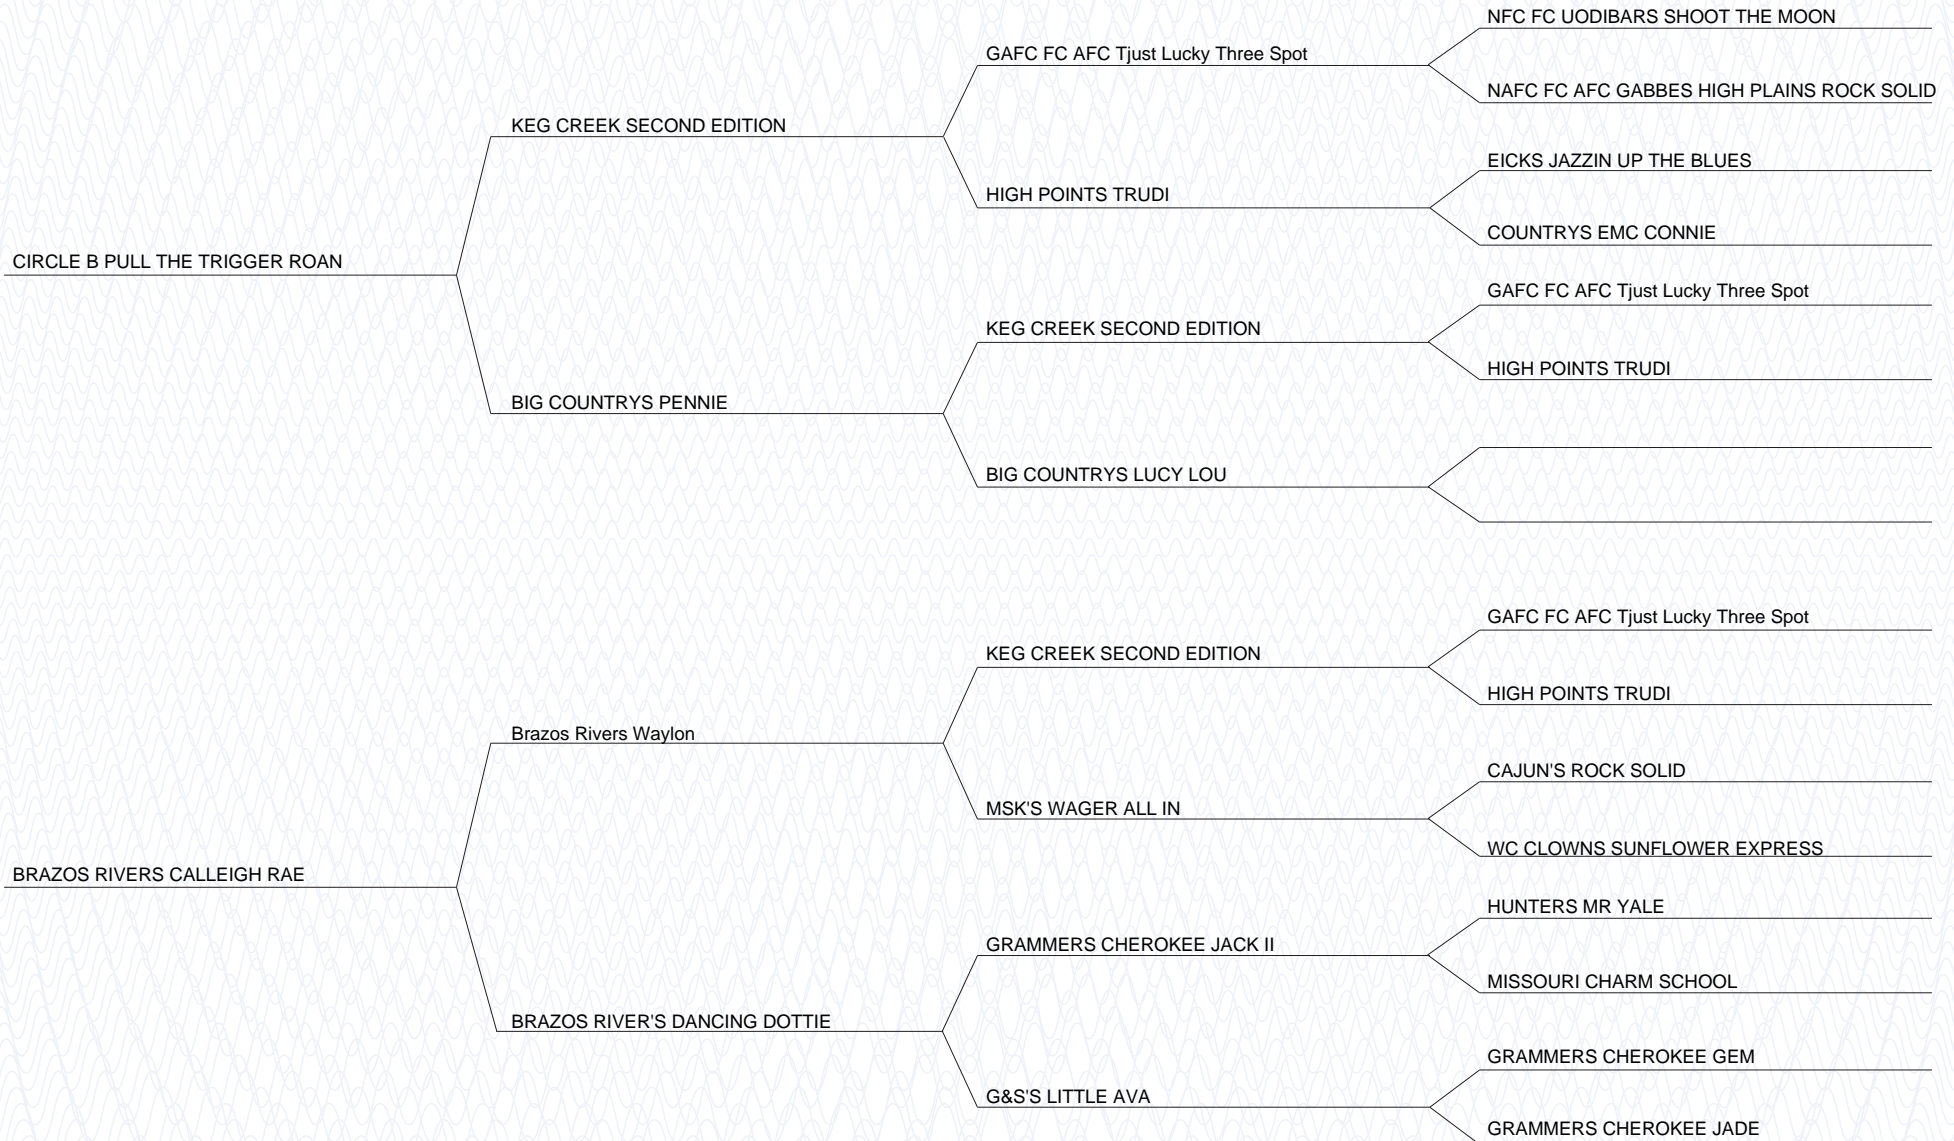 NFC FC UODIBARS SHOOT THE MOON
GAFC FC AFC Tjust Lucky Three Spot
NAFC FC AFC GABBES HIGH PLAINS ROCK SOLID
KEG CREEK SECOND EDITION
EICKS JAZZIN UP THE BLUES
HIGH POINTS TRUDI
COUNTRYS EMC CONNIE
CIRCLE B PULL THE TRIGGER ROAN
GAFC FC AFC Tjust Lucky Three Spot
KEG CREEK SECOND EDITION
HIGH POINTS TRUDI
BIG COUNTRYS PENNIE
BIG COUNTRYS LUCY LOU
GAFC FC AFC Tjust Lucky Three Spot
KEG CREEK SECOND EDITION
HIGH POINTS TRUDI
Brazos Rivers Waylon
CAJUN'S ROCK SOLID
MSK'S WAGER ALL IN
WC CLOWNS SUNFLOWER EXPRESS
BRAZOS RIVERS CALLEIGH RAE
HUNTERS MR YALE
GRAMMERS CHEROKEE JACK II
MISSOURI CHARM SCHOOL
BRAZOS RIVER'S DANCING DOTTIE
GRAMMERS CHEROKEE GEM
G&S'S LITTLE AVA
GRAMMERS CHEROKEE JADE